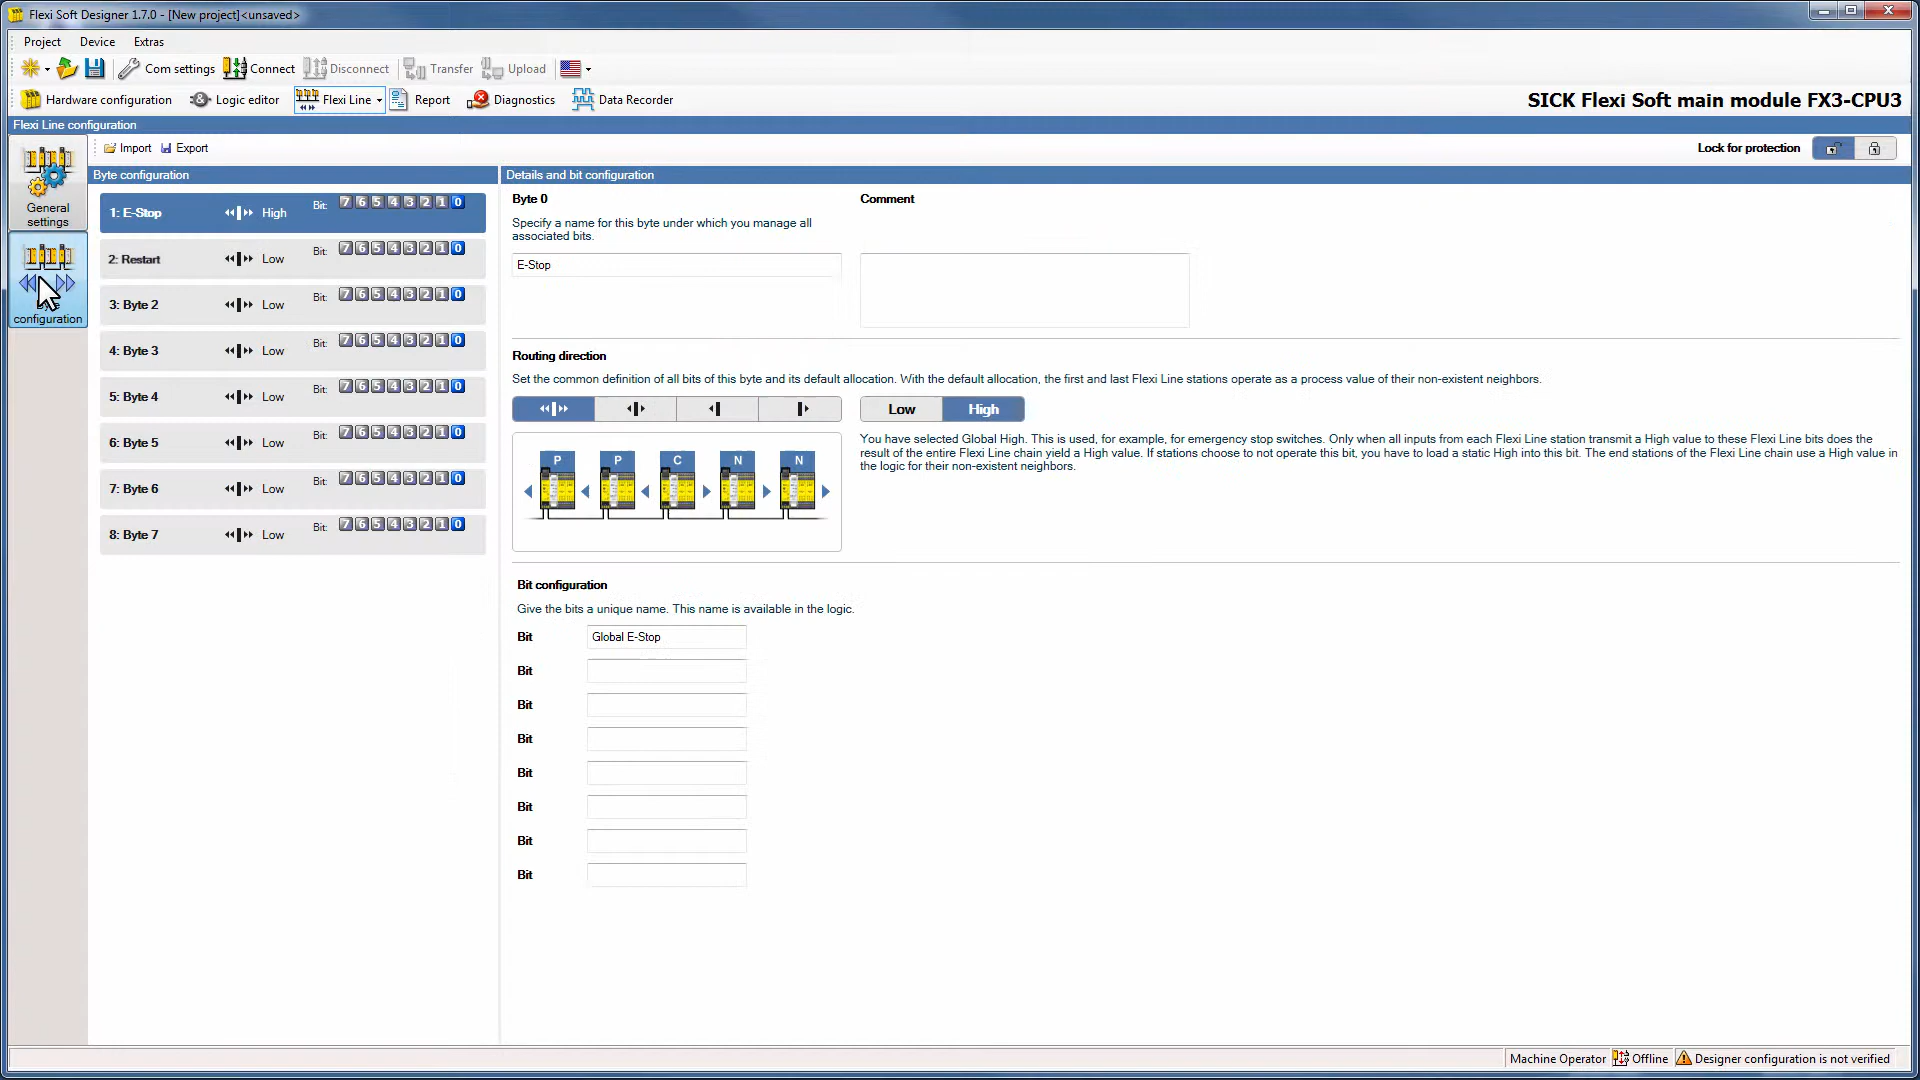 Flexi Soft Designer 1.7.0 - [New project]<unsaved>
Project Device Extras
Com settings Connect Disconnect Transfer Upload
Hardware configuration Logic editor Flexi Line Report Diagnostics Data Recorder
SICK Flexi Soft main module FX3-CPU3
Flexi Line configuration
General
settings
configuration
Import Export
Lock for protection
Byte configuration
1: E-Stop High Bit: 7 6 5 4 3 2 1 0
2: Restart Low Bit: 7 6 5 4 3 2 1 0
3: Byte 2 Low Bit: 7 6 5 4 3 2 1 0
4: Byte 3 Low Bit: 7 6 5 4 3 2 1 0
5: Byte 4 Low Bit: 7 6 5 4 3 2 1 0
6: Byte 5 Low Bit: 7 6 5 4 3 2 1 0
7: Byte 6 Low Bit: 7 6 5 4 3 2 1 0
8: Byte 7 Low Bit: 7 6 5 4 3 2 1 0
Details and bit configuration
Byte 0
Specify a name for this byte under which you manage all
associated bits.
E-Stop
Comment
Routing direction
Set the common definition of all bits of this byte and its default allocation. With the default allocation, the first and last Flexi Line stations operate as a process value of their non-existent neighbors.
Low High
P P C N N
You have selected Global High. This is used, for example, for emergency stop switches. Only when all inputs from each Flexi Line station transmit a High value to these Flexi Line bits does the
result of the entire Flexi Line chain yield a High value. If stations choose to not operate this bit, you have to load a static High into this bit. The end stations of the Flexi Line chain use a High value in
the logic for their non-existent neighbors.
Bit configuration
Give the bits a unique name. This name is available in the logic.
Bit Global E-Stop
Bit
Bit
Bit
Bit
Bit
Bit
Bit
Machine Operator Offline Designer configuration is not verified